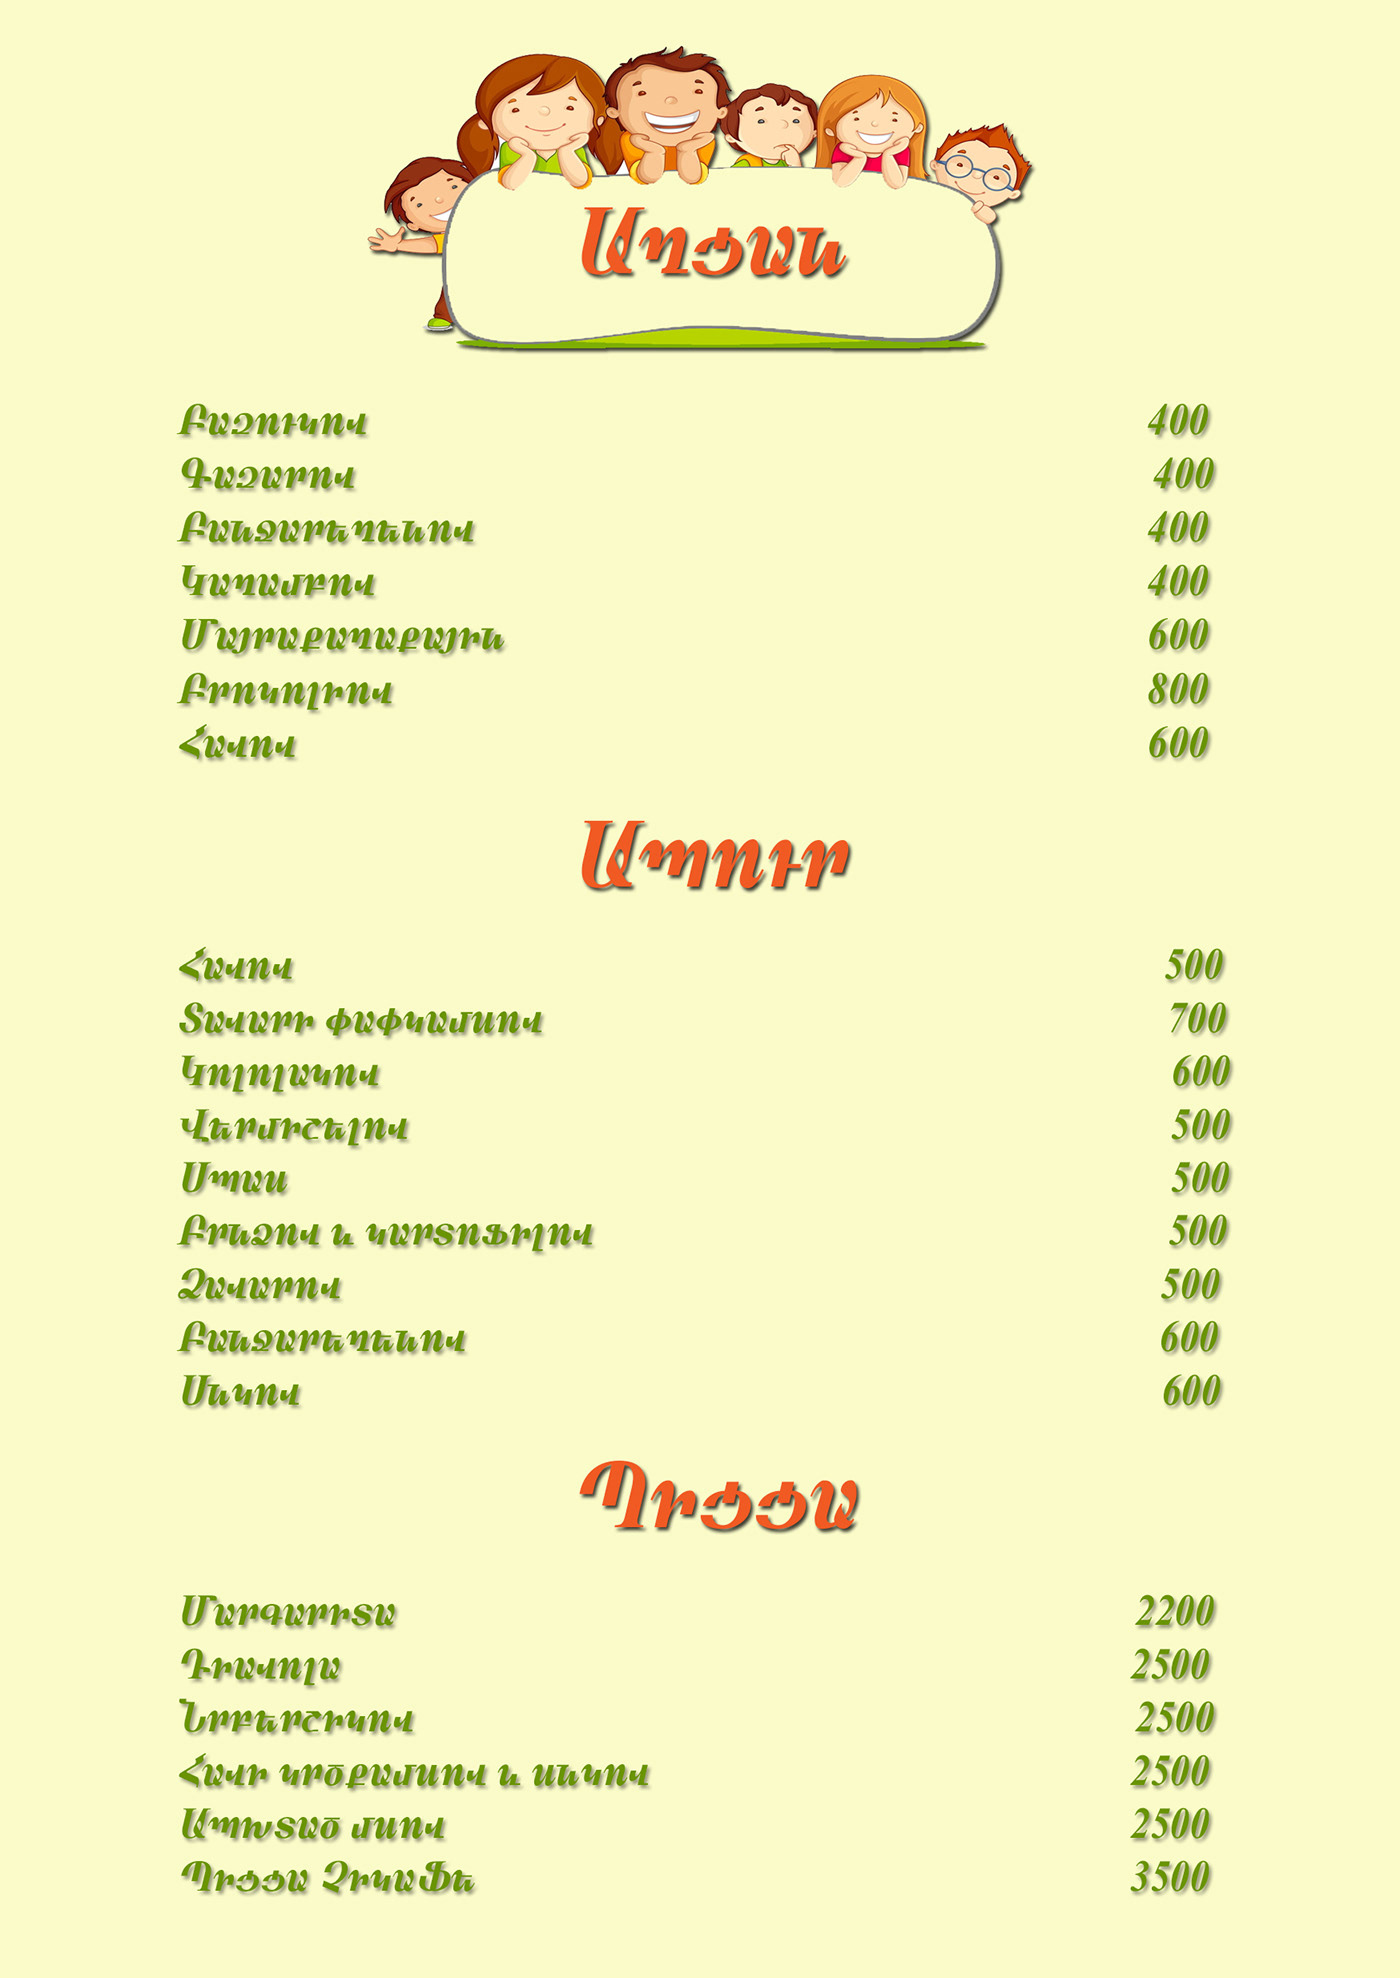 Աղցան
Բազուկով 400
Գազարով 400
Բանջարեղենով 400
Կաղամբով 400
Մայրաքաղաքային 600
Բրոկոլիով 800
Հավով 600
Ապուր
Հավով 500
Տավարի փափկամսով 700
Կոլոլակով 600
Վերմիշելով 500
Սպաս 500
Բրնձով և կարտոֆիլով 500
Ձավարով 500
Բանջարեղենով 600
Սնկով 600
Պիցցա
Մարգարիտա 2200
Դիավոլա 2500
Նրբերշիկով 2500
Հավի կրծքամսով և սնկով 2500
Ապխտած մսով 2500
Պիցցա Չիկաֆե 3500